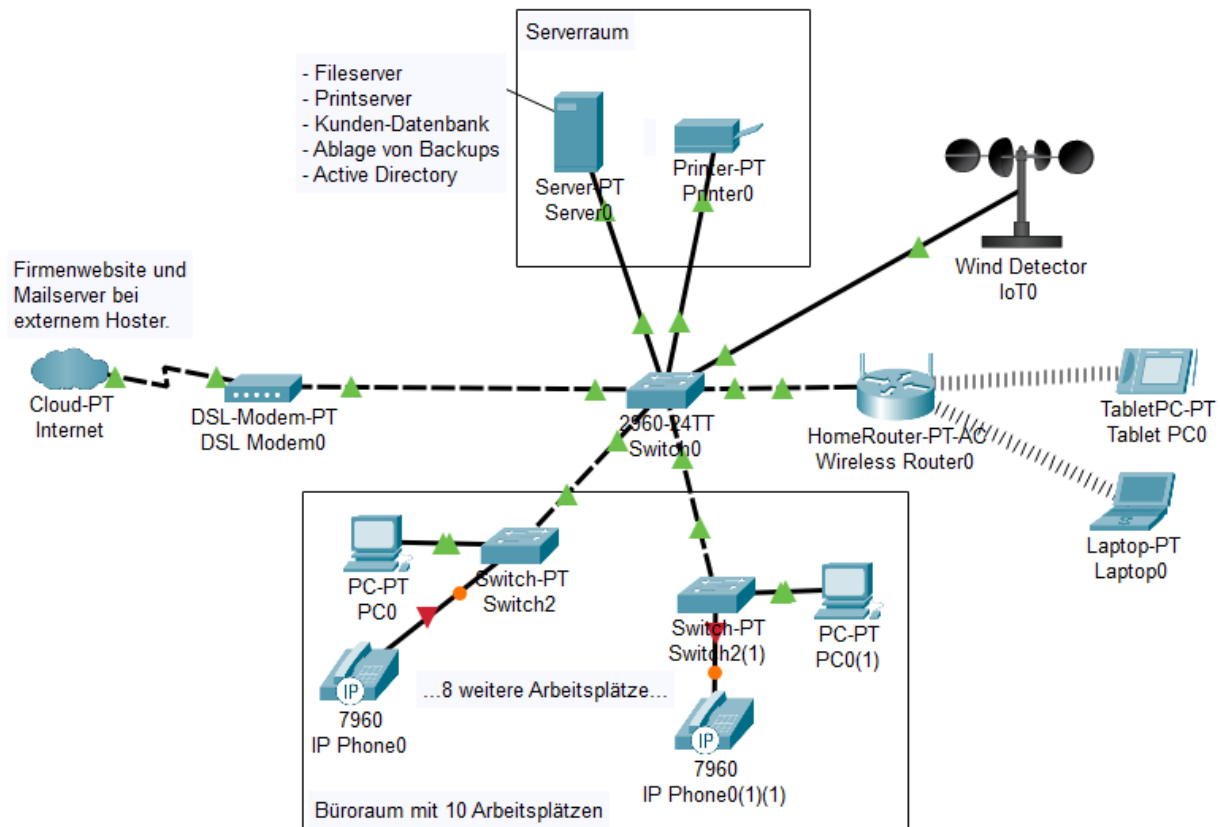 Serverraum
- Fileserver
- Printserver
- Kunden-Datenbank
- Ablage von Backups
- Active Directory
Server-PT
Server0
Printer-PT
Printer0
Wind Detector
IoT0
Firmenwebsite und
Mailserver bei
externem Hoster.
Cloud-PT
Internet
DSL-Modem-PT
DSL Modem0
2960-24TT
Switch0
HomeRouter-PT-AC
Wireless Router0
TabletPC-PT
Tablet PC0
Laptop-PT
Laptop0
PC-PT
PC0
Switch-PT
Switch2
Switch-PT
Switch2(1)
PC-PT
PC0(1)
IP
7960
IP Phone0
...8 weitere Arbeitsplätze...
IP
7960
IP Phone0(1)(1)
Büroraum mit 10 Arbeitsplätzen